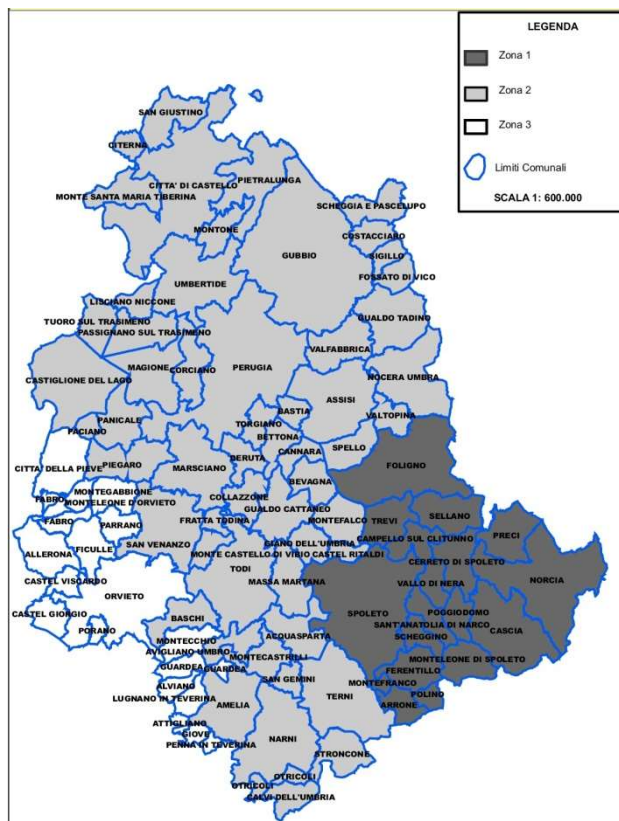 LEGENDA
Zona 1
Zona 2
Zona 3
Limiti Comunali
SCALA 1: 600.000
SAN GIUSTINO
CITERNA
CITTA' DI CASTELLO
PIETRALUNGA
MONTE SANTA MARIA TIBERINA
SCHEGGIA E PASCELUPO
MONTONE
COSTACCIARO
GUBBIO
SIGILLO
FOSSATO DI VICO
UMBERTIDE
LISCIANO NICCONE
GUALDO TADINO
TUORO SUL TRASIMENO
PASSIGNANO SUL TRASIMENO
VALFABBRICA
MAGIONE
CORCIANO
PERUGIA
CASTIGLIONE DEL LAGO
NOCERA UMBRA
ASSISI
BASTIA
VALTOPINA
PANICALE
TORGIANO
PACIANO
BETTONA
SPELLO
CANNARA
DERUTA
CITTA' DELLA PIEVE
PIEGARO
MARSCIANO
FOLIGNO
BEVAGNA
MONTEGABBIONE
COLLAZZONE
FABRO
MONTELEONE D'ORVIETO
GUALDO CATTANEO
SELLANO
FABRO
PARRANO
FRATTA TODINA
MONTEFALCO
TREVI
PRECI
SAN VENANZO
GIANO DELL'UMBRIA
CAMPELLO SUL CLITUNNO
ALLERONA
FICULLE
MONTE CASTELLO DI VIBIO
CASTEL RITALDI
CERRETO DI SPOLETO
TODI
CASTEL VISCARDO
MASSA MARTANA
VALLO DI NERA
NORCIA
ORVIETO
CASTEL GIORGIO
SPOLETO
POGGIODOMO
BASCHI
SANT'ANATOLIA DI NARCO
PORANO
ACQUASPARTA
SCHEGGINO
CASCIA
MONTECCHIO
AVIGLIANO UMBRO
MONTECASTRILLI
MONTELEONE DI SPOLETO
GUARDEA
GUARDEA
FERENTILLO
ALVIANO
SAN GEMINI
MONTEFRANCO
LUGNANO IN TEVERINA
AMELIA
TERNI
POLINO
ARRONE
ATTIGLIANO
GIOVE
NARNI
PENNA IN TEVERINA
STRONCONE
OTRICOLI
OTRICOLI
CALVI DELL'UMBRIA